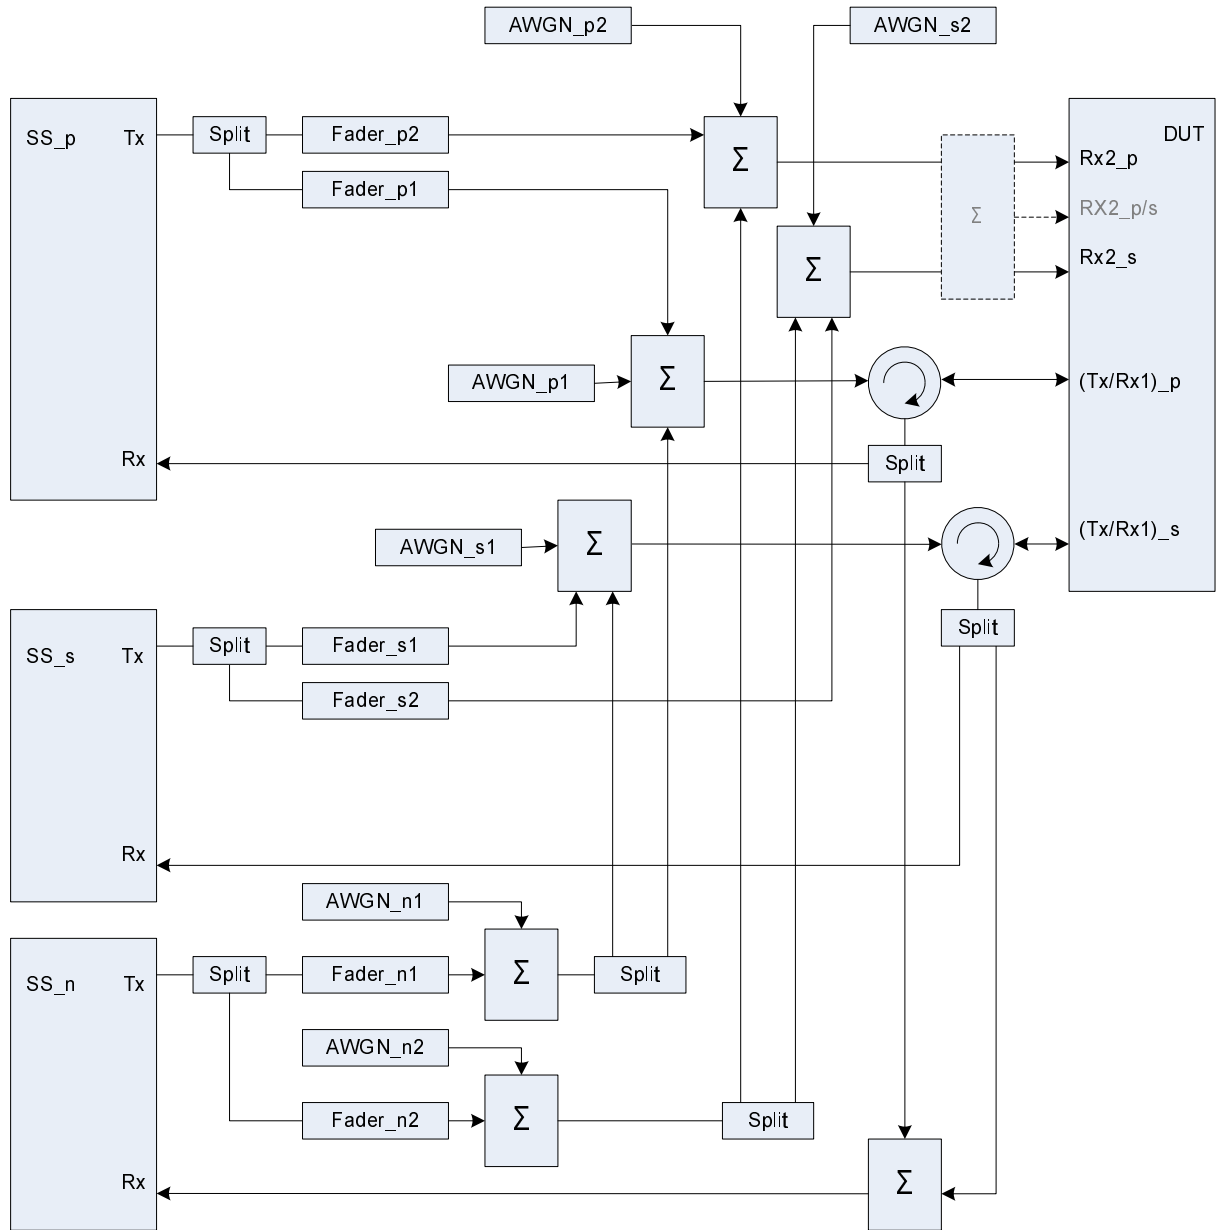 AWGN_p2
AWGN_s2
SS_p
Tx
Split
Fader_p2
Σ
DUT
Rx2_p
Fader_p1
Σ
RX2_p/s
Σ
Rx2_s
AWGN_p1
Σ
(Tx/Rx1)_p
Rx
Split
AWGN_s1
Σ
(Tx/Rx1)_s
SS_s
Tx
Split
Fader_s1
Split
Fader_s2
Rx
AWGN_n1
SS_n
Tx
Split
Fader_n1
Σ
Split
AWGN_n2
Fader_n2
Σ
Split
Rx
Σ